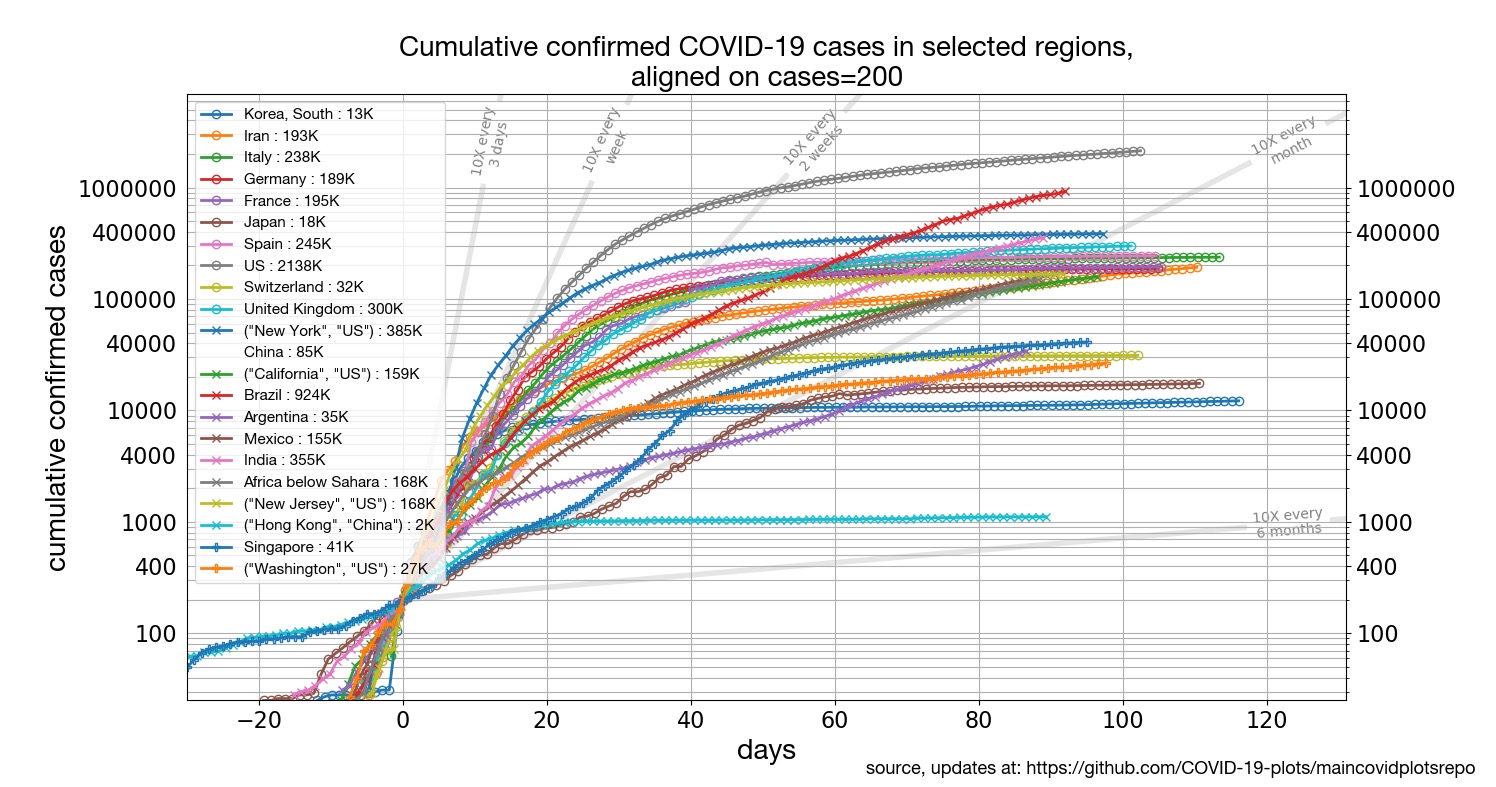 Cumulative confirmed COVID-19 cases in selected regions,
aligned on cases=200
10X every
3 days
10X every
week
10X every
2 weeks
10X every
month
10X every
6 months
Korea, South : 13K
Iran : 193K
Italy : 238K
Germany : 189K
France : 195K
Japan : 18K
Spain : 245K
US : 2138K
Switzerland : 32K
United Kingdom : 300K
("New York", "US") : 385K
China : 85K
("California", "US") : 159K
Brazil : 924K
Argentina : 35K
Mexico : 155K
India : 355K
Africa below Sahara : 168K
("New Jersey", "US") : 168K
("Hong Kong", "China") : 2K
Singapore : 41K
("Washington", "US") : 27K
cumulative confirmed cases
1000000
400000
100000
40000
10000
4000
1000
400
100
1000000
400000
100000
40000
10000
4000
1000
400
100
−20 0 20 40 60 80 100 120
days
source, updates at: https://github.com/COVID-19-plots/maincovidplotsrepo